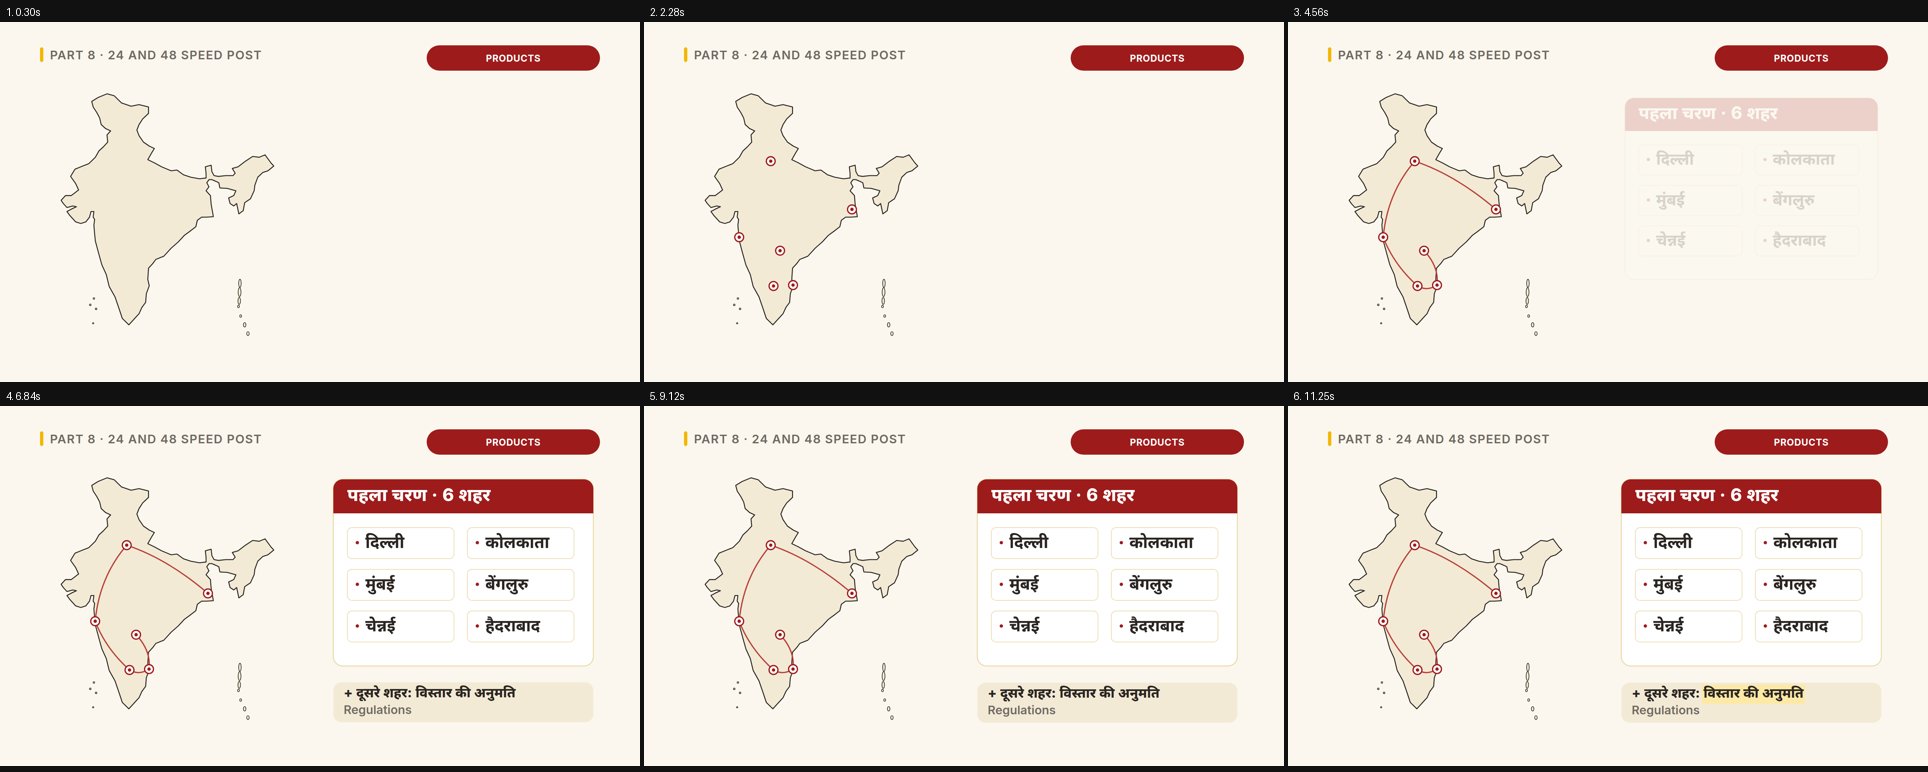 1. 0.30s
PART 8 · 24 AND 48 SPEED POST
PRODUCTS
2. 2.28s
PART 8 · 24 AND 48 SPEED POST
PRODUCTS
3. 4.56s
PART 8 · 24 AND 48 SPEED POST
PRODUCTS
पहला चरण · 6 शहर
· दिल्ली
· कोलकाता
· मुंबई
· बेंगलुरु
· चेन्नई
· हैदराबाद
4. 6.84s
PART 8 · 24 AND 48 SPEED POST
PRODUCTS
पहला चरण · 6 शहर
· दिल्ली
· कोलकाता
· मुंबई
· बेंगलुरु
· चेन्नई
· हैदराबाद
+ दूसरे शहर: विस्तार की अनुमति
Regulations
5. 9.12s
PART 8 · 24 AND 48 SPEED POST
PRODUCTS
पहला चरण · 6 शहर
· दिल्ली
· कोलकाता
· मुंबई
· बेंगलुरु
· चेन्नई
· हैदराबाद
+ दूसरे शहर: विस्तार की अनुमति
Regulations
6. 11.25s
PART 8 · 24 AND 48 SPEED POST
PRODUCTS
पहला चरण · 6 शहर
· दिल्ली
· कोलकाता
· मुंबई
· बेंगलुरु
· चेन्नई
· हैदराबाद
+ दूसरे शहर: विस्तार की अनुमति
Regulations